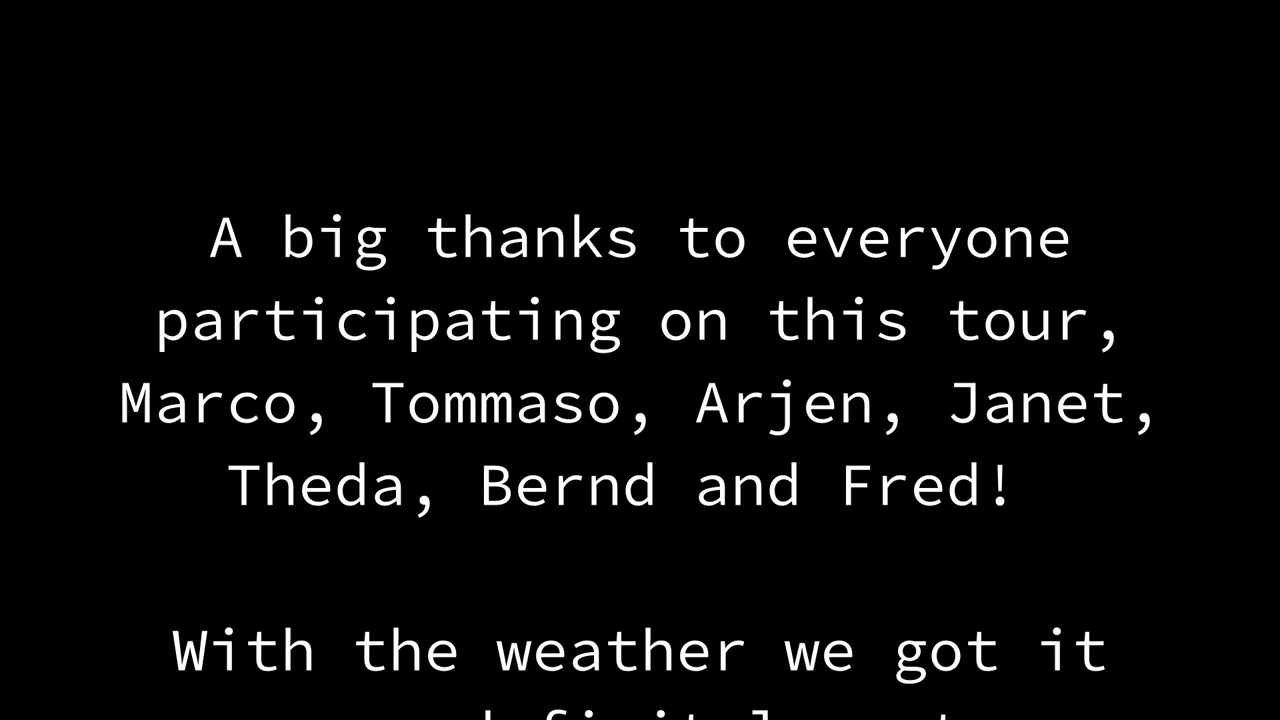 A big thanks to everyone
participating on this tour,
Marco, Tommaso, Arjen, Janet,
Theda, Bernd and Fred!
With the weather we got it